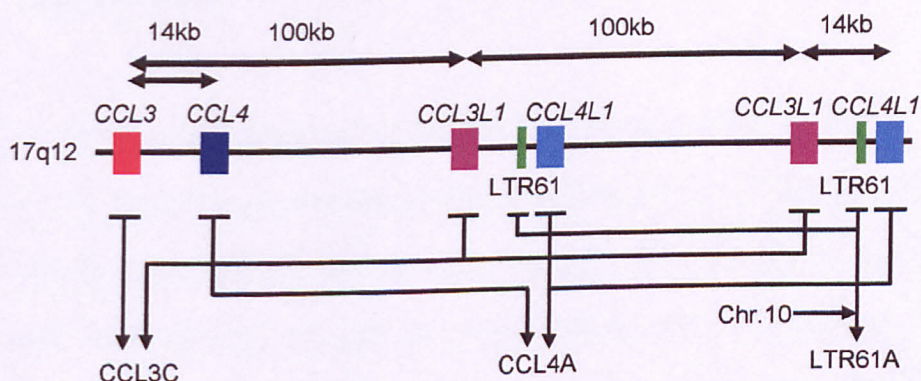 14kb 100kb 100kb 14kb
CCL3 CCL4 CCL3L1 CCL4L1 CCL3L1 CCL4L1
17q12
LTR61 LTR61
Chr.10
CCL3C CCL4A LTR61A